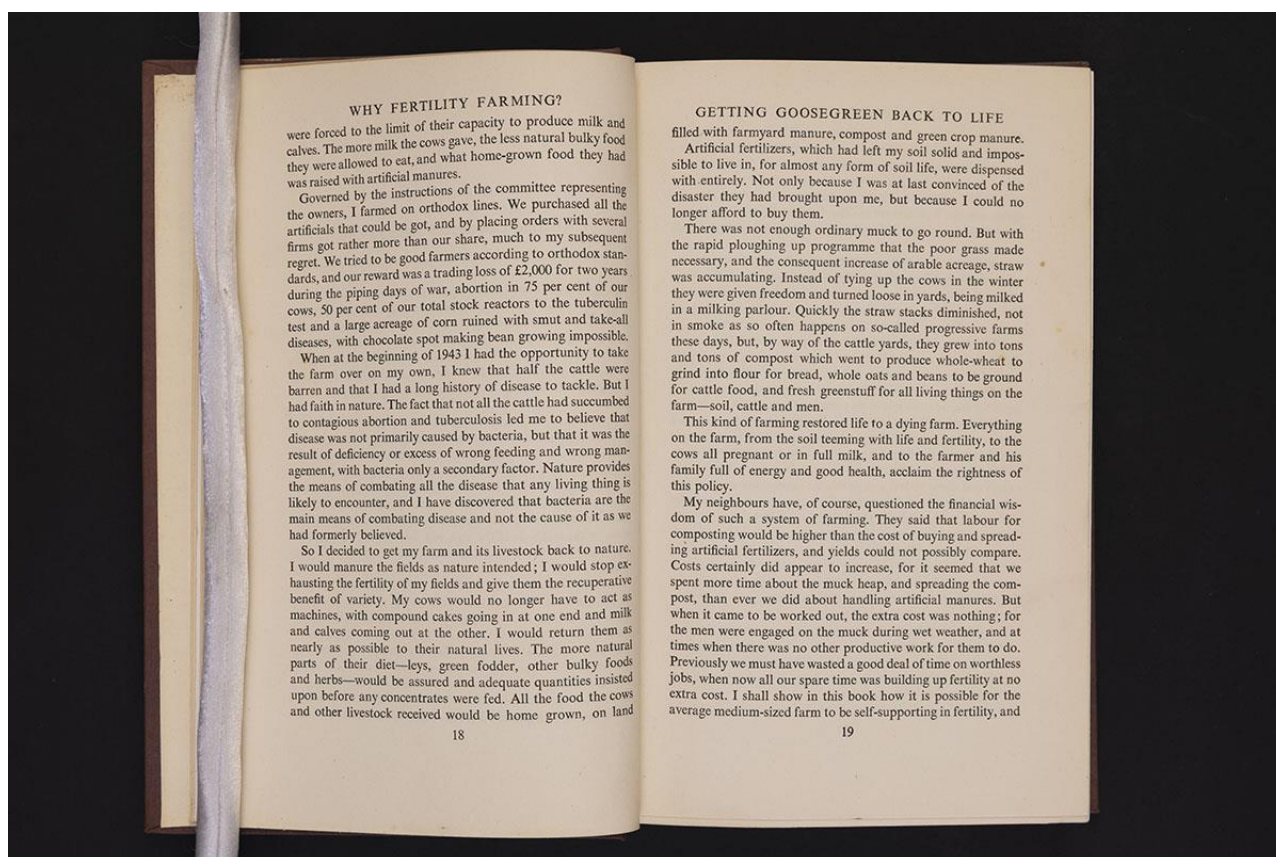 WHY FERTILITY FARMING?
were forced to the limit of their capacity to produce milk and
calves. The more milk the cows gave, the less natural bulky food
they were allowed to eat, and what home-grown food they had
was raised with artificial manures.
Governed by the instructions of the committee representing
the owners, I farmed on orthodox lines. We purchased all the
artificials that could be got, and by placing orders with several
firms got rather more than our share, much to my subsequent
regret. We tried to be good farmers according to orthodox stan-
dards, and our reward was a trading loss of £2,000 for two years
during the piping days of war, abortion in 75 per cent of our
cows, 50 per cent of our total stock reactors to the tuberculin
test and a large acreage of corn ruined with smut and take-all
diseases, with chocolate spot making bean growing impossible.
When at the beginning of 1943 I had the opportunity to take
the farm over on my own, I knew that half the cattle were
barren and that I had a long history of disease to tackle. But I
had faith in nature. The fact that not all the cattle had succumbed
to contagious abortion and tuberculosis led me to believe that
disease was not primarily caused by bacteria, but that it was the
result of deficiency or excess of wrong feeding and wrong man-
agement, with bacteria only a secondary factor. Nature provides
the means of combating all the disease that any living thing is
likely to encounter, and I have discovered that bacteria are the
main means of combating disease and not the cause of it as we
had formerly believed.
So I decided to get my farm and its livestock back to nature.
I would manure the fields as nature intended; I would stop ex-
hausting the fertility of my fields and give them the recuperative
benefit of variety. My cows would no longer have to act as
machines, with compound cakes going in at one end and milk
and calves coming out at the other. I would return them as
nearly as possible to their natural lives. The more natural
parts of their diet—leys, green fodder, other bulky foods
and herbs—would be assured and adequate quantities insisted
upon before any concentrates were fed. All the food the cows
and other livestock received would be home grown, on land
18
GETTING GOOSEGREEN BACK TO LIFE
filled with farmyard manure, compost and green crop manure.
Artificial fertilizers, which had left my soil solid and impos-
sible to live in, for almost any form of soil life, were dispensed
with entirely. Not only because I was at last convinced of the
disaster they had brought upon me, but because I could no
longer afford to buy them.
There was not enough ordinary muck to go round. But with
the rapid ploughing up programme that the poor grass made
necessary, and the consequent increase of arable acreage, straw
was accumulating. Instead of tying up the cows in the winter
they were given freedom and turned loose in yards, being milked
in a milking parlour. Quickly the straw stacks diminished, not
in smoke as so often happens on so-called progressive farms
these days, but, by way of the cattle yards, they grew into tons
and tons of compost which went to produce whole-wheat to
grind into flour for bread, whole oats and beans to be ground
for cattle food, and fresh greenstuff for all living things on the
farm—soil, cattle and men.
This kind of farming restored life to a dying farm. Everything
on the farm, from the soil teeming with life and fertility, to the
cows all pregnant or in full milk, and to the farmer and his
family full of energy and good health, acclaim the rightness of
this policy.
My neighbours have, of course, questioned the financial wis-
dom of such a system of farming. They said that labour for
composting would be higher than the cost of buying and spread-
ing artificial fertilizers, and yields could not possibly compare.
Costs certainly did appear to increase, for it seemed that we
spent more time about the muck heap, and spreading the com-
post, than ever we did about handling artificial manures. But
when it came to be worked out, the extra cost was nothing; for
the men were engaged on the muck during wet weather, and at
times when there was no other productive work for them to do.
Previously we must have wasted a good deal of time on worthless
jobs, when now all our spare time was building up fertility at no
extra cost. I shall show in this book how it is possible for the
average medium-sized farm to be self-supporting in fertility, and
19